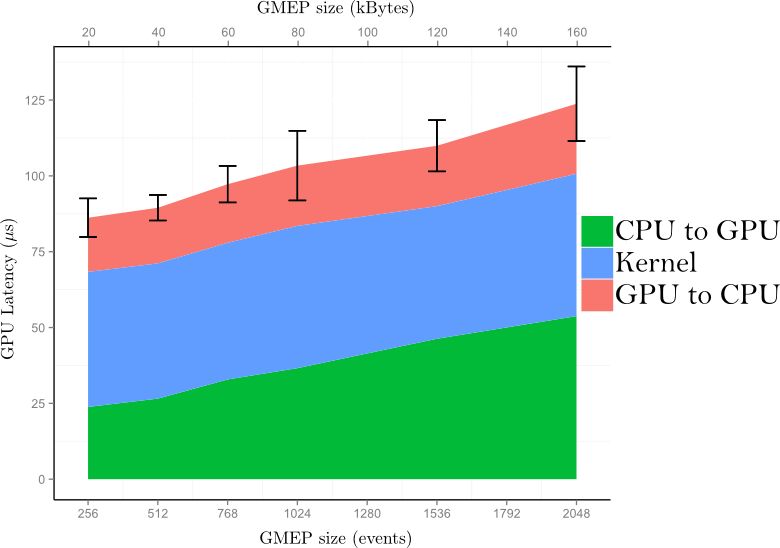 GMEP size (kBytes)
20 40 60 80 100 120 140 160
125
100
75
50
25
0
GPU Latency (μs)
CPU to GPU
Kernel
GPU to CPU
256 512 768 1024 1280 1536 1792 2048
GMEP size (events)